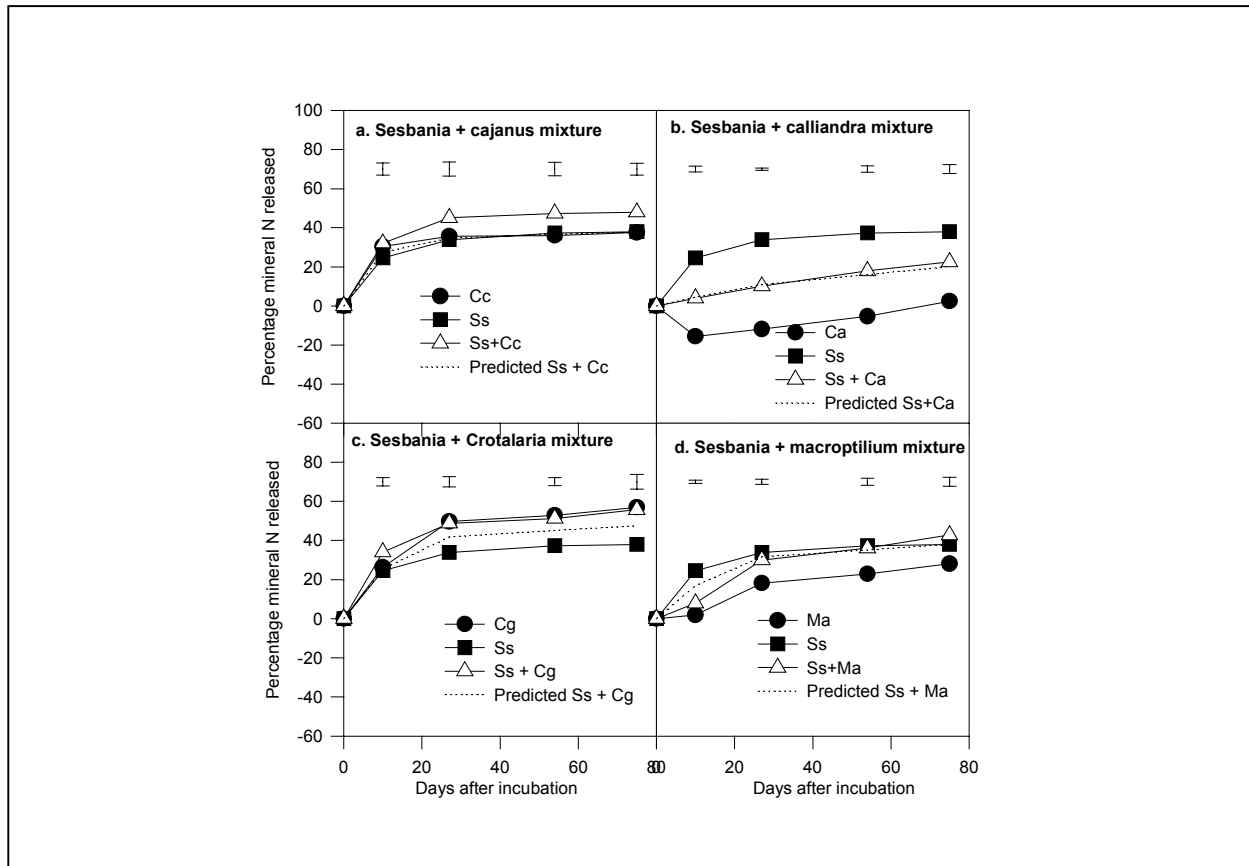 a. Sesbania + cajanus mixture
Percentage mineral N released
100
80
60
40
20
0
-20
-40
-60
Cc
Ss
Ss+Cc
Predicted Ss + Cc
b. Sesbania + calliandra mixture
Ca
Ss
Ss + Ca
Predicted Ss+Ca
c. Sesbania + Crotalaria mixture
Percentage mineral N released
80
60
40
20
0
-20
-40
-60
Cg
Ss
Ss + Cg
Predicted Ss + Cg
0 20 40 60 80
Days after incubation
d. Sesbania + macroptilium mixture
Ma
Ss
Ss+Ma
Predicted Ss + Ma
0 20 40 60 80
Days after incubation